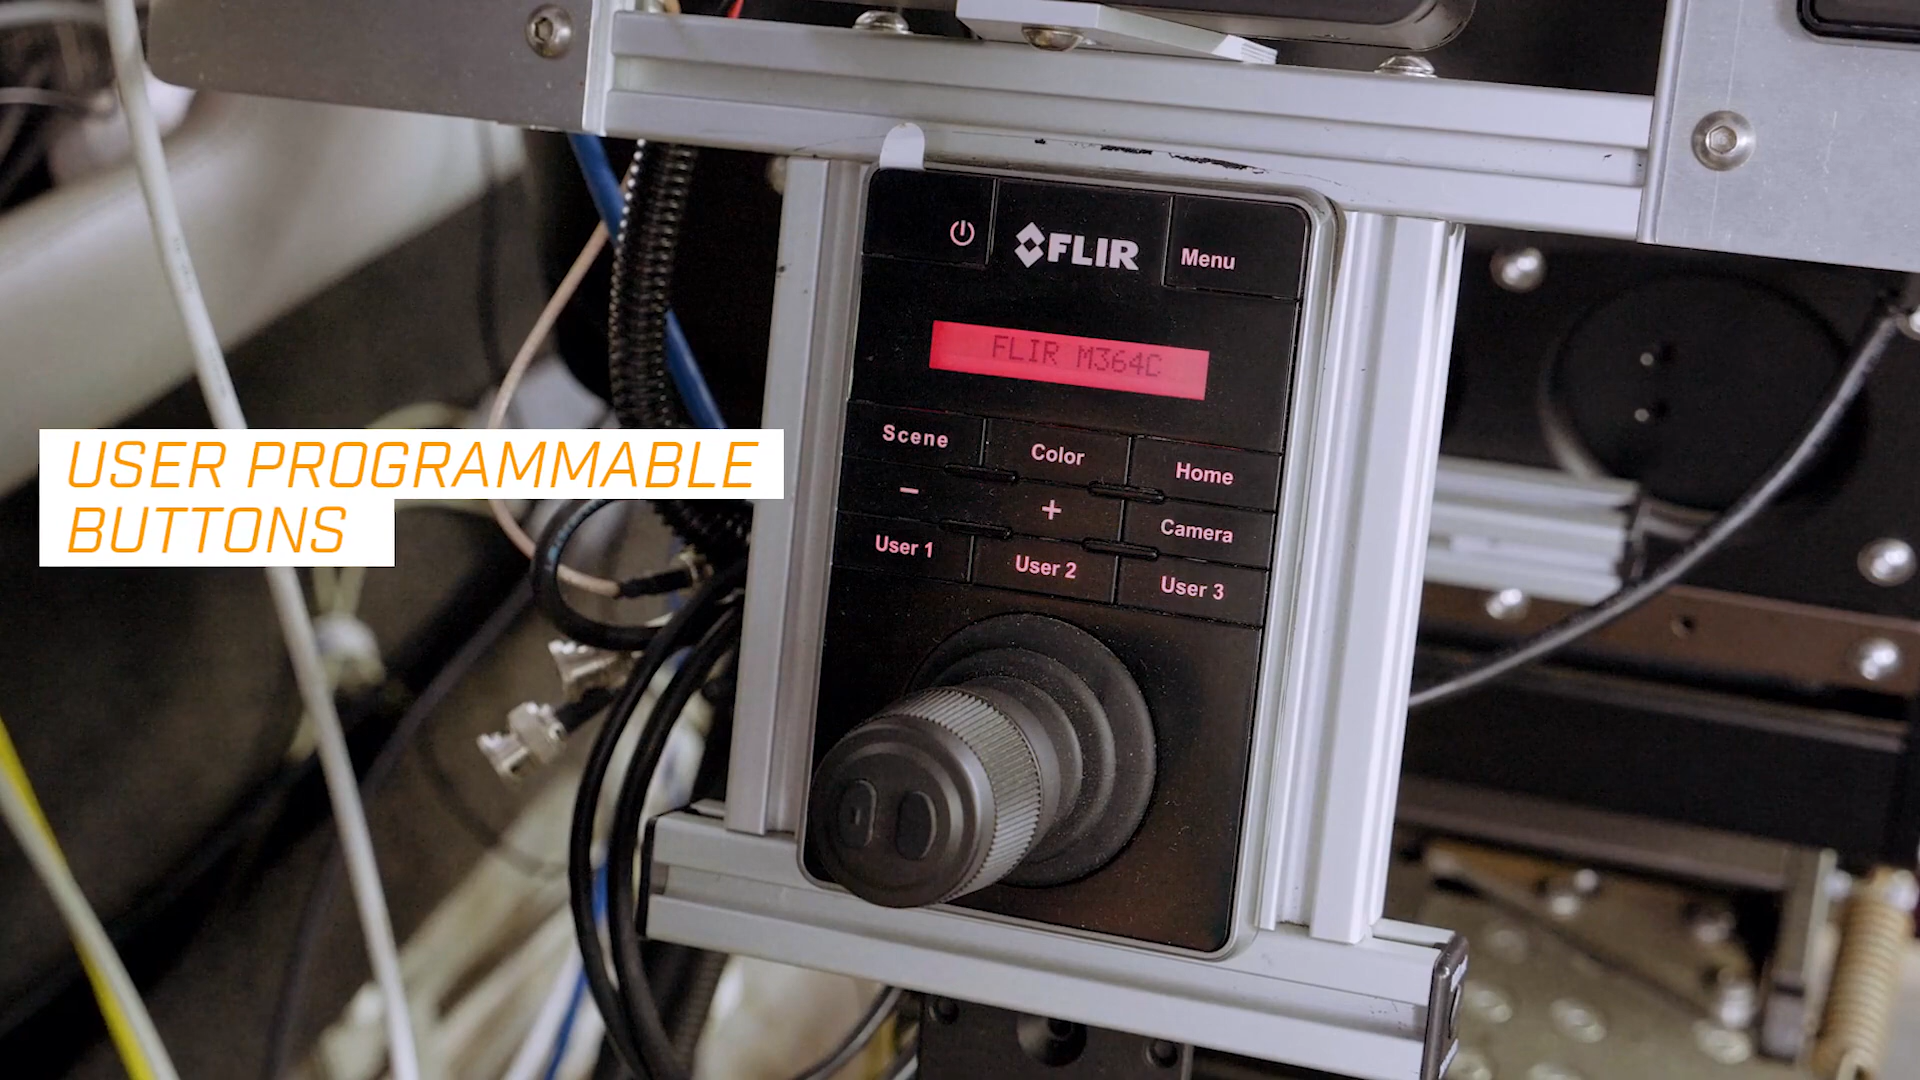 USER PROGRAMMABLE
BUTTONS
FLIR
Menu
FLIR M364C
Scene
Color
Home
−
+
Camera
User 1
User 2
User 3